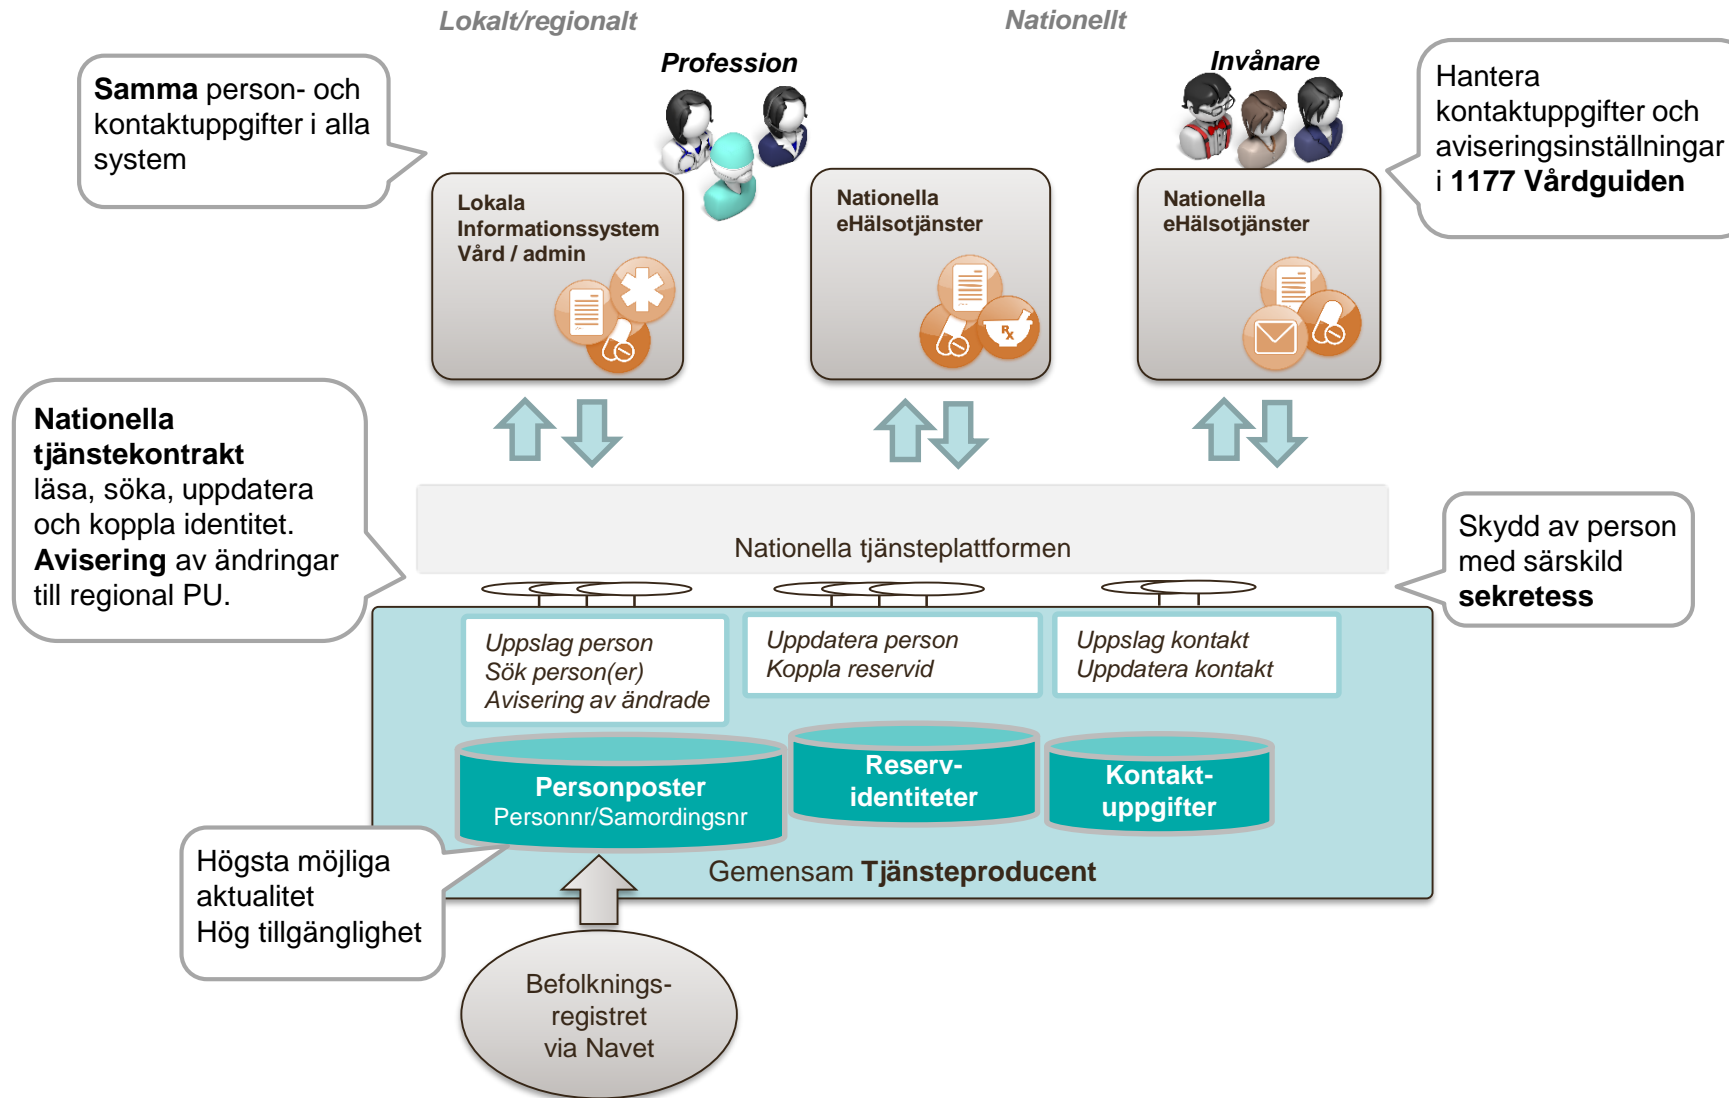 Lokalt/regionalt
Nationellt
Profession
Invånare
Samma person- och
kontaktuppgifter i alla
system
Hantera
kontaktuppgifter och
aviseringsinställningar
i 1177 Vårdguiden
Lokala
Informationssystem
Vård / admin
Nationella
eHälsotjänster
Rx
Nationella
eHälsotjänster
Nationella
tjänstekontrakt
läsa, söka, uppdatera
och koppla identitet.
Avisering av ändringar
till regional PU.
Nationella tjänsteplattformen
Skydd av person
med särskild
sekretess
Uppslag person
Sök person(er)
Avisering av ändrade
Uppdatera person
Koppla reservid
Uppslag kontakt
Uppdatera kontakt
Personposter
Personnr/Samordingsnr
Reserv-
identiteter
Kontakt-
uppgifter
Högsta möjliga
aktualitet
Hög tillgänglighet
Gemensam Tjänsteproducent
Befolknings-
registret
via Navet